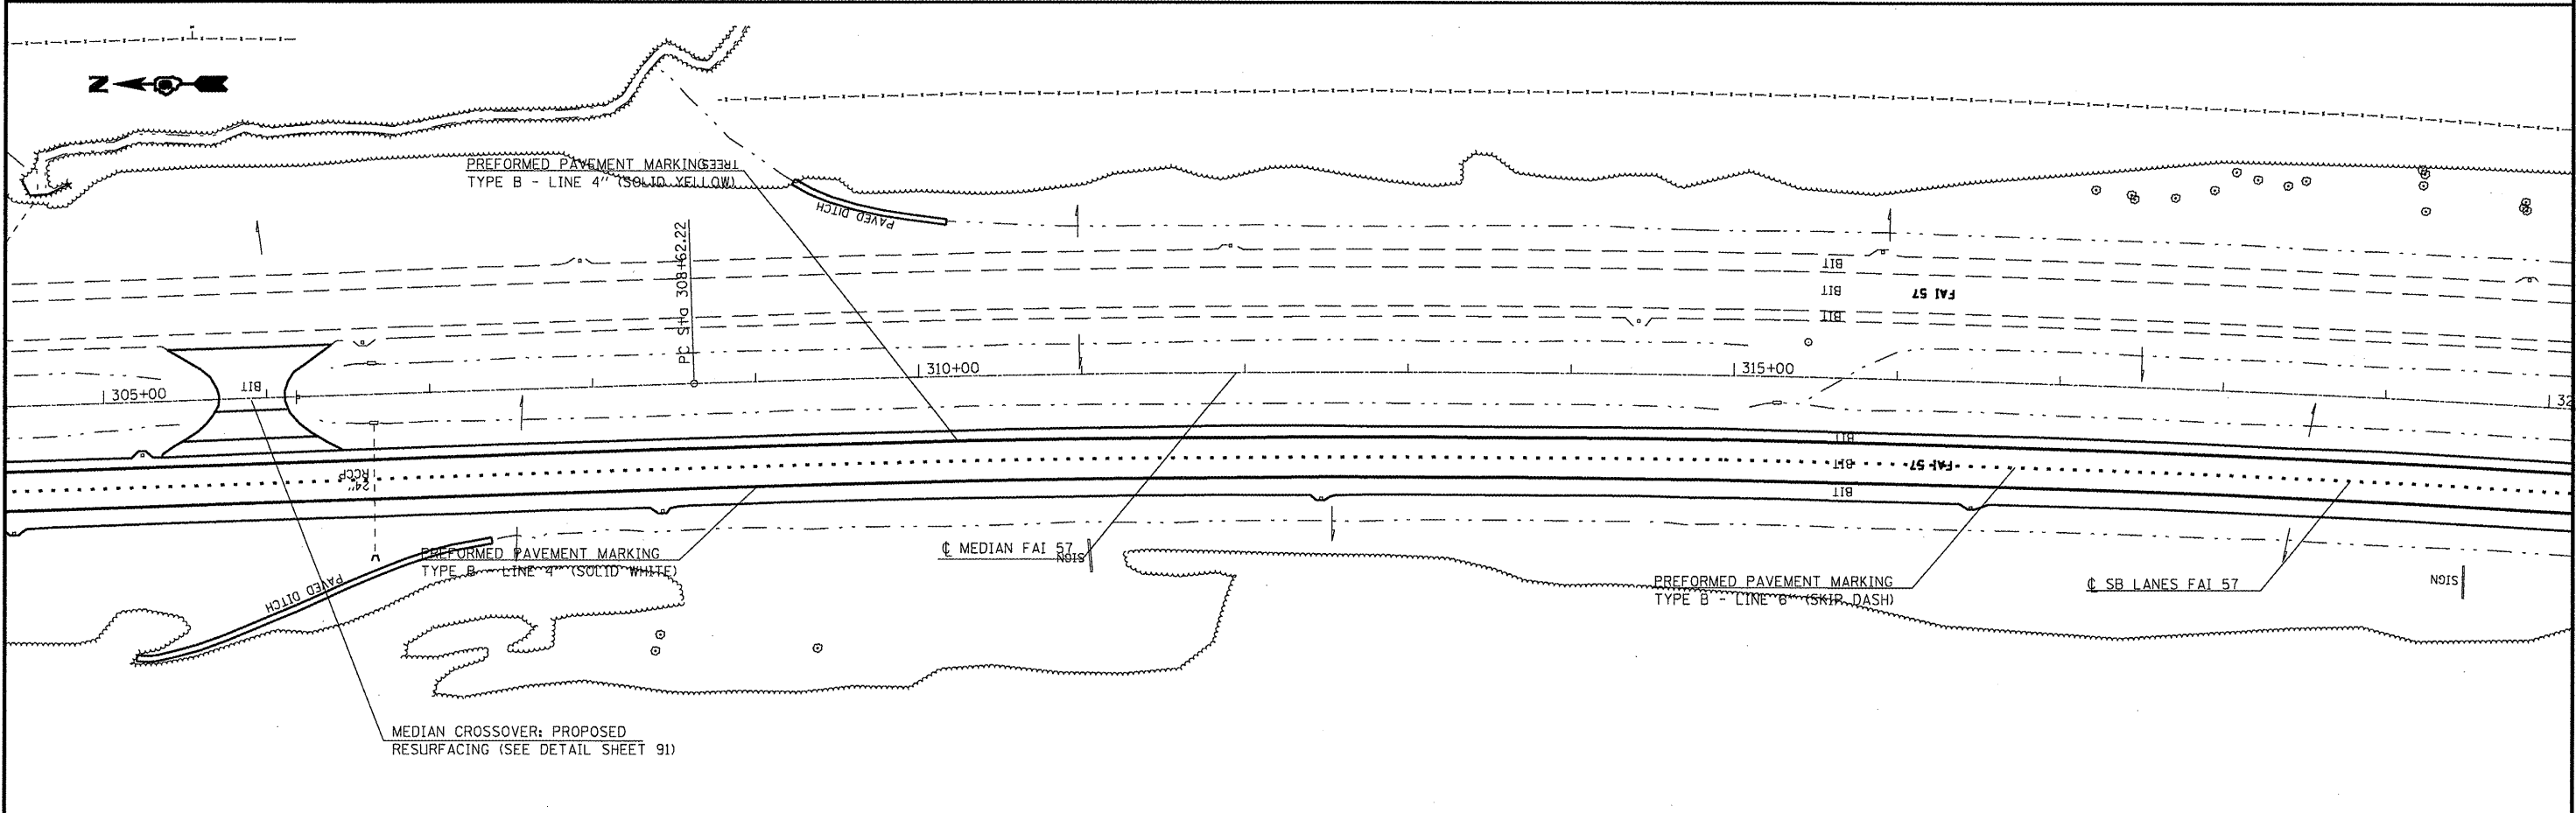 N
PREFORMED PAVEMENT MARKING
TREES
TYPE B - LINE 4" (SOLID YELLOW)
PAVED DITCH
PC Sta 308+62.22
BIT
BIT
FAI 57
BIT
305+00
BIT
310+00
315+00
32
BIT
BIT
FAI 57
BIT
24"
RCCP
PREFORMED PAVEMENT MARKING
TYPE B - LINE 4" (SOLID WHITE)
℄ MEDIAN FAI 57
SIGN
PAVED DITCH
PREFORMED PAVEMENT MARKING
TYPE B - LINE 6" (SKIP DASH)
℄ SB LANES FAI 57
SIGN
MEDIAN CROSSOVER: PROPOSED
RESURFACING (SEE DETAIL SHEET 91)